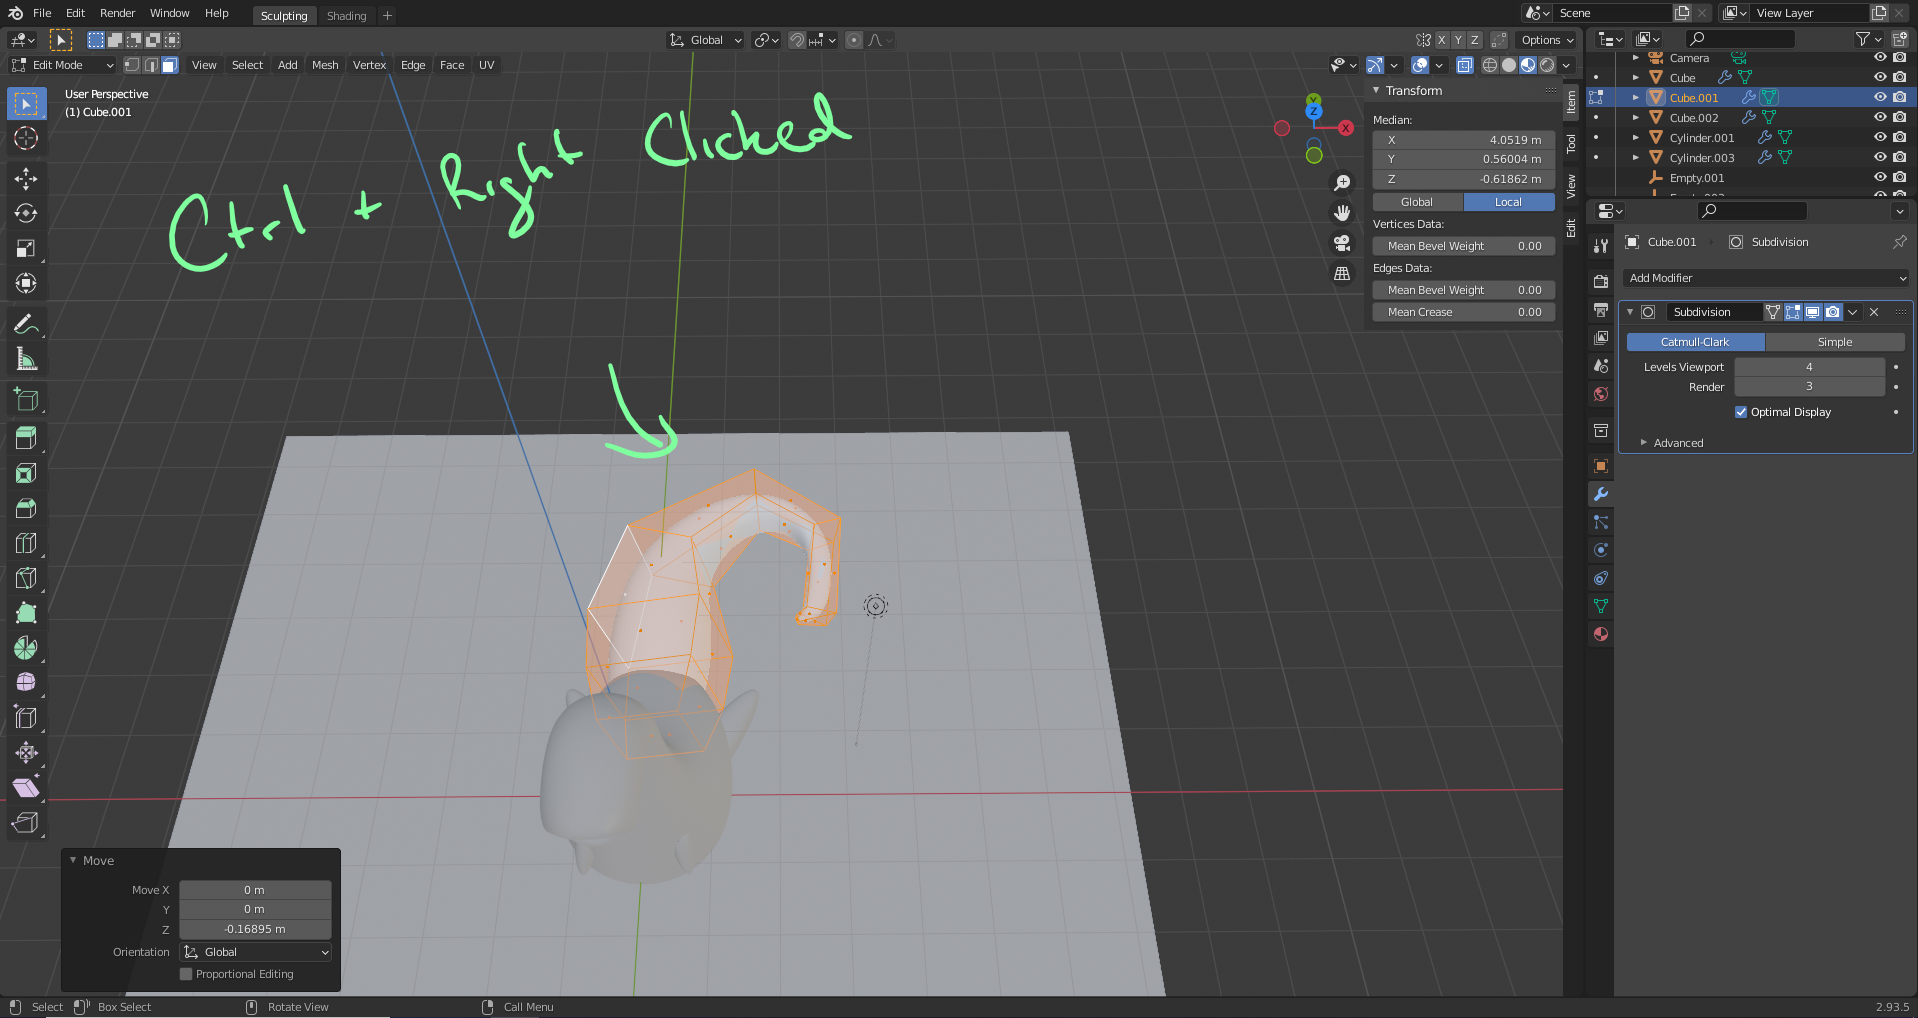 File Edit Render Window Help Sculpting Shading + Scene View Layer
Global X Y Z Options
Edit Mode View Select Add Mesh Vertex Edge Face UV
User Perspective
(1) Cube.001
Ctrl + Right Clicked
Transform
Median:
X 4.0519 m
Y 0.56004 m
Z -0.61862 m
Global Local
Vertices Data:
Mean Bevel Weight 0.00
Edges Data:
Mean Bevel Weight 0.00
Mean Crease 0.00
Item
Tool
View
Edit
Y
Z
X
Camera
Cube
Cube.001
Cube.002
Cylinder.001
Cylinder.003
Empty.001
Cube.001 Subdivision
Add Modifier
Subdivision
Catmull-Clark Simple
Levels Viewport 4
Render 3
Optimal Display
Advanced
Move
Move X 0 m
Y 0 m
Z -0.16895 m
Orientation Global
Proportional Editing
Select Box Select Rotate View Call Menu 2.93.5